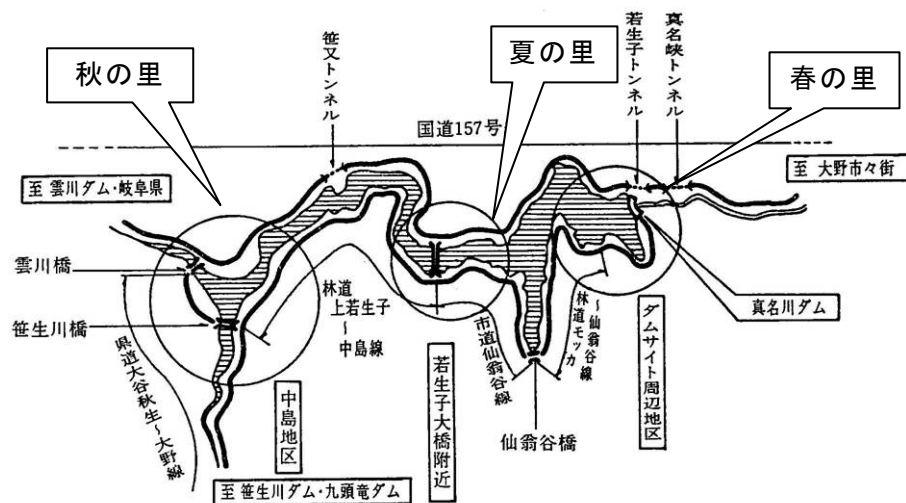 秋の里
夏の里
春の里
笹又トンネル
若生子トンネル
真名峡トンネル
国道157号
至 雲川ダム・岐阜県
至 大野市々街
雲川橋
笹生川橋
県道大谷秋生～大野線
林道
上若生子
～
中島線
中島地区
若生子大橋附近
市道仙翁谷線
林道モッカ
～仙翁谷線
仙翁谷橋
ダムサイト周辺地区
真名川ダム
至 笹生川ダム・九頭竜ダム